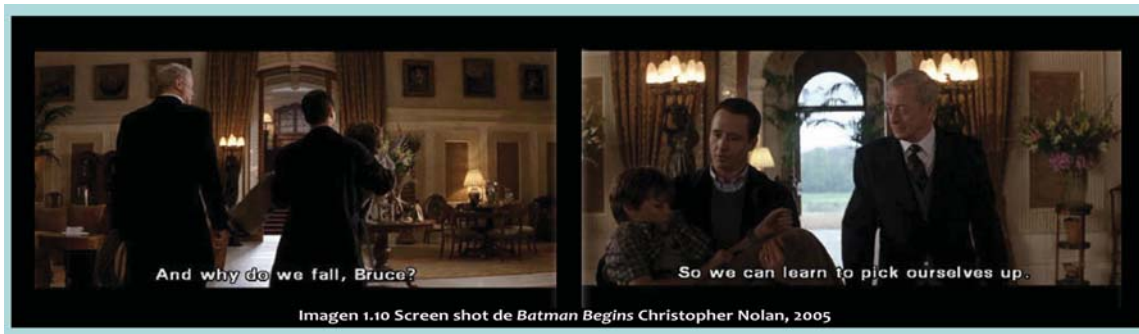 And why do we fall, Bruce?
So we can learn to pick ourselves up.
Imagen 1.10 Screen shot de Batman Begins Christopher Nolan, 2005